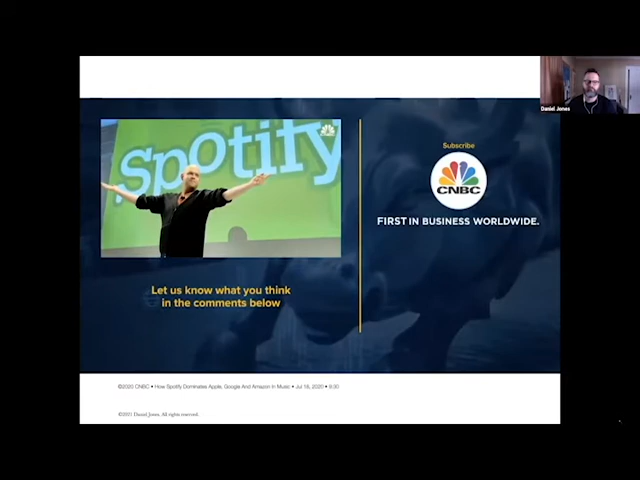 Spotify
Subscribe
CNBC
FIRST IN BUSINESS WORLDWIDE.
Let us know what you think
in the comments below
Daniel Jones
©2020 CNBC • How Spotify Dominates Apple, Google And Amazon In Music • Jul 18, 2020 • 9:30
©2021 Daniel Jones. All rights reserved.